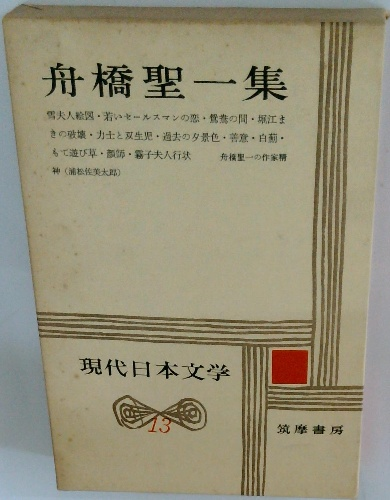 舟橋聖一集
雪夫人絵図・若いセールスマンの恋・鴛鴦の間・堀江ま
きの破壊・力士と双生児・過去の夕景色・善意・白薊・
もて遊び草・顔師・霧子夫人行状　舟橋聖一の作家精
神（浦松佐美太郎）
現代日本文学
13
筑摩書房